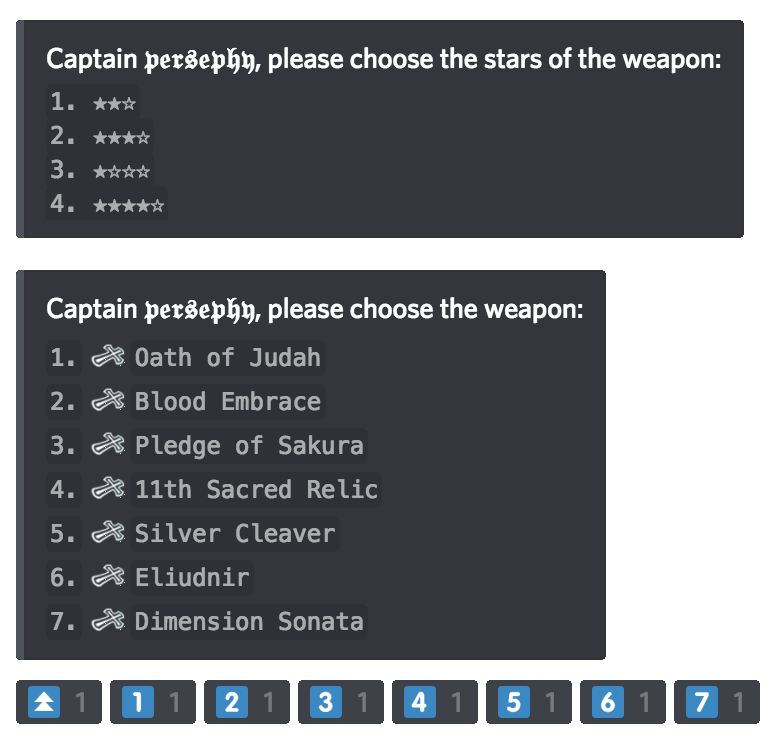 Captain 𝖕𝖊𝖗𝖘𝖊𝖕𝖍𝖞, please choose the stars of the weapon:
1. ★★☆
2. ★★★☆
3. ★☆☆☆
4. ★★★★☆
Captain 𝖕𝖊𝖗𝖘𝖊𝖕𝖍𝖞, please choose the weapon:
1. Oath of Judah
2. Blood Embrace
3. Pledge of Sakura
4. 11th Sacred Relic
5. Silver Cleaver
6. Eliudnir
7. Dimension Sonata
1 1 1 2 1 3 1 4 1 5 1 6 1 7 1